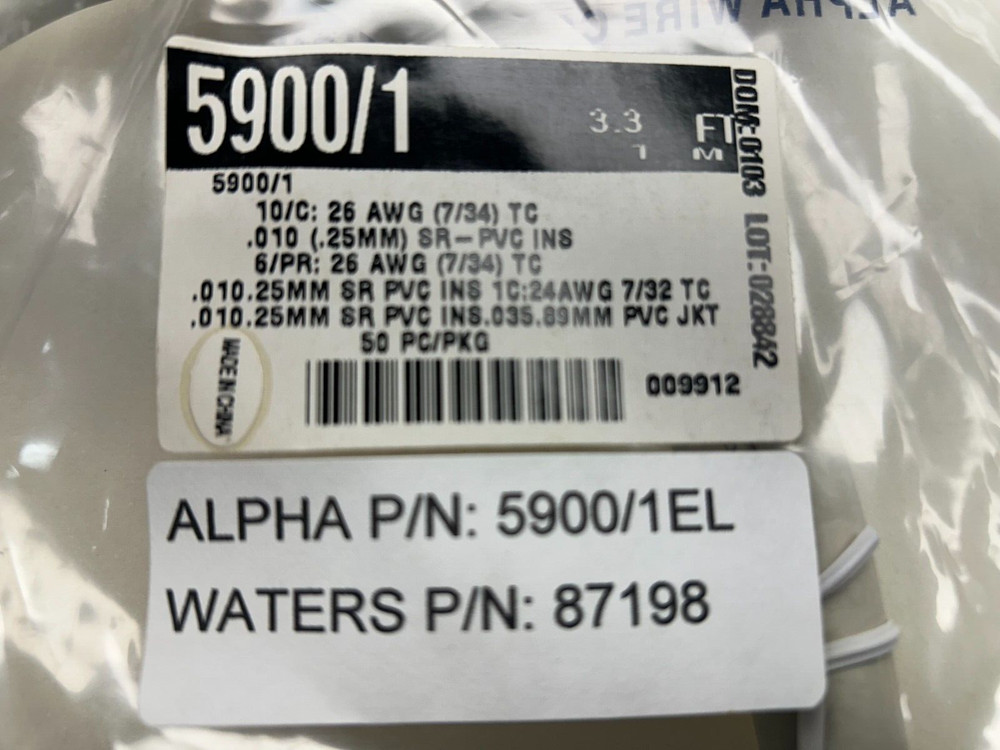 ALPHA WIRE
5900/1
3.3 FT
1 M
DOM:0103 LOT:028842
5900/1
10/C: 26 AWG (7/34) TC
.010 (.25MM) SR-PVC INS
6/PR: 26 AWG (7/34) TC
.010.25MM SR PVC INS 1C:24AWG 7/32 TC
.010.25MM SR PVC INS.035.89MM PVC JKT
50 PC/PKG
MADE IN CHINA
009912
ALPHA P/N: 5900/1EL
WATERS P/N: 87198